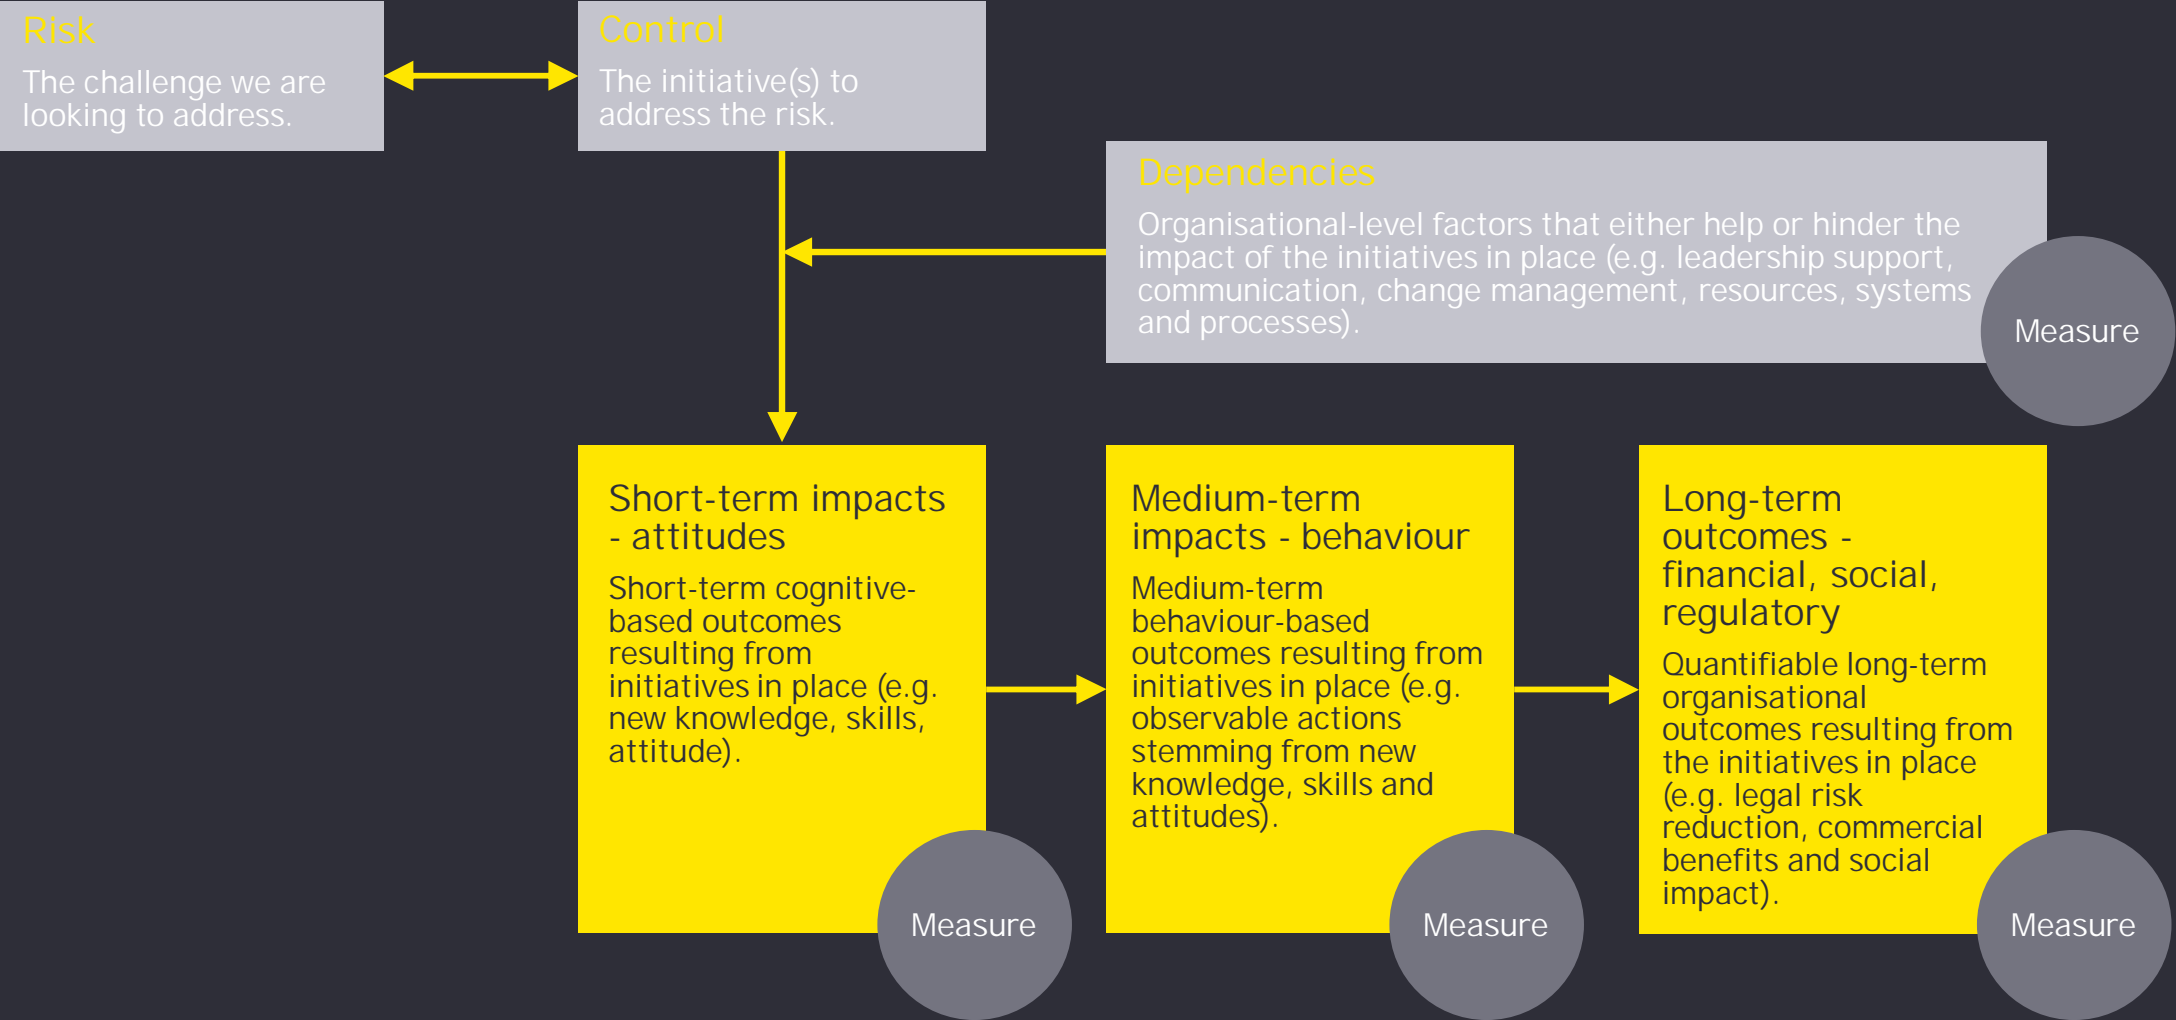 Risk
The challenge we are
looking to address.
Control
The initiative(s) to
address the risk.
Dependencies
Organisational-level factors that either help or hinder the
impact of the initiatives in place (e.g. leadership support,
communication, change management, resources, systems
and processes).
Measure
Short-term impacts
- attitudes
Short-term cognitive-
based outcomes
resulting from
initiatives in place (e.g.
new knowledge, skills,
attitude).
Measure
Medium-term
impacts - behaviour
Medium-term
behaviour-based
outcomes resulting from
initiatives in place (e.g.
observable actions
stemming from new
knowledge, skills and
attitudes).
Measure
Long-term
outcomes -
financial, social,
regulatory
Quantifiable long-term
organisational
outcomes resulting from
the initiatives in place
(e.g. legal risk
reduction, commercial
benefits and social
impact).
Measure